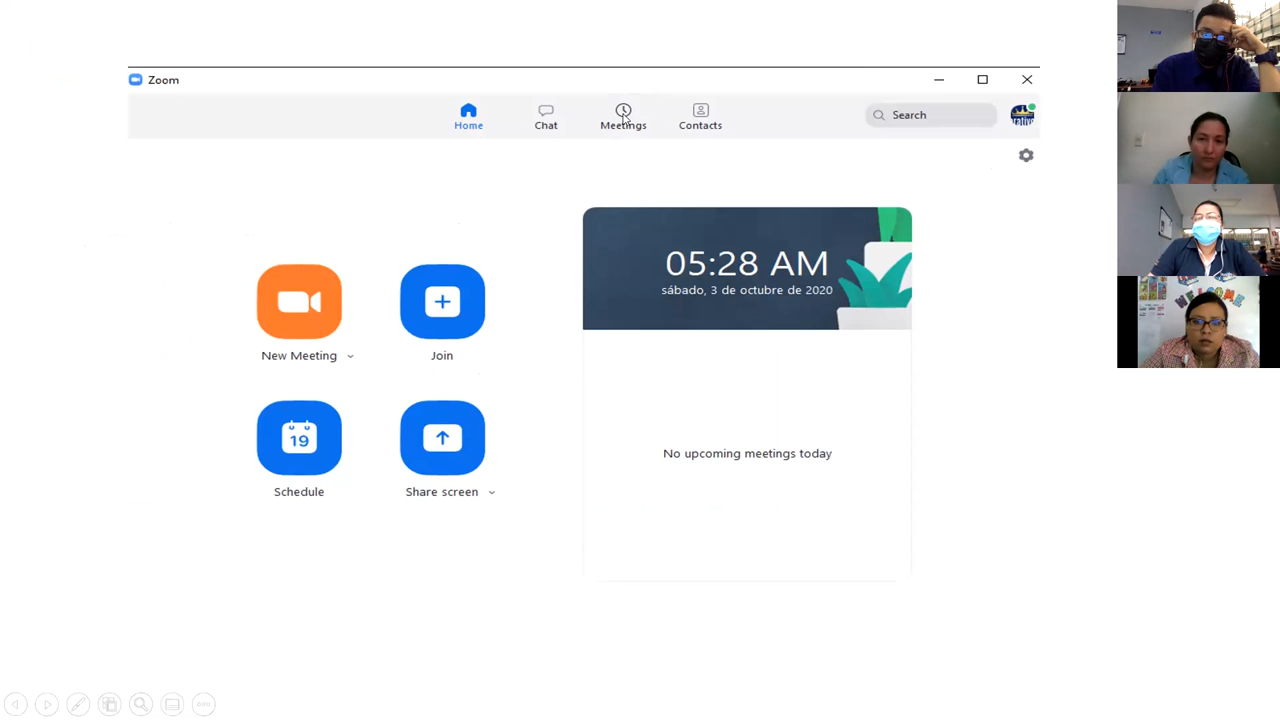 Zoom
Home
Chat
Meetings
Contacts
Search
05:28 AM
sábado, 3 de octubre de 2020
New Meeting
Join
19
Schedule
Share screen
No upcoming meetings today
WELCOME